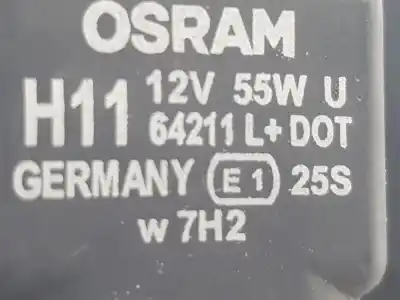 OSRAM
H11 12V 55W U
64211 L+ DOT
GERMANY E1 25S
w 7H2